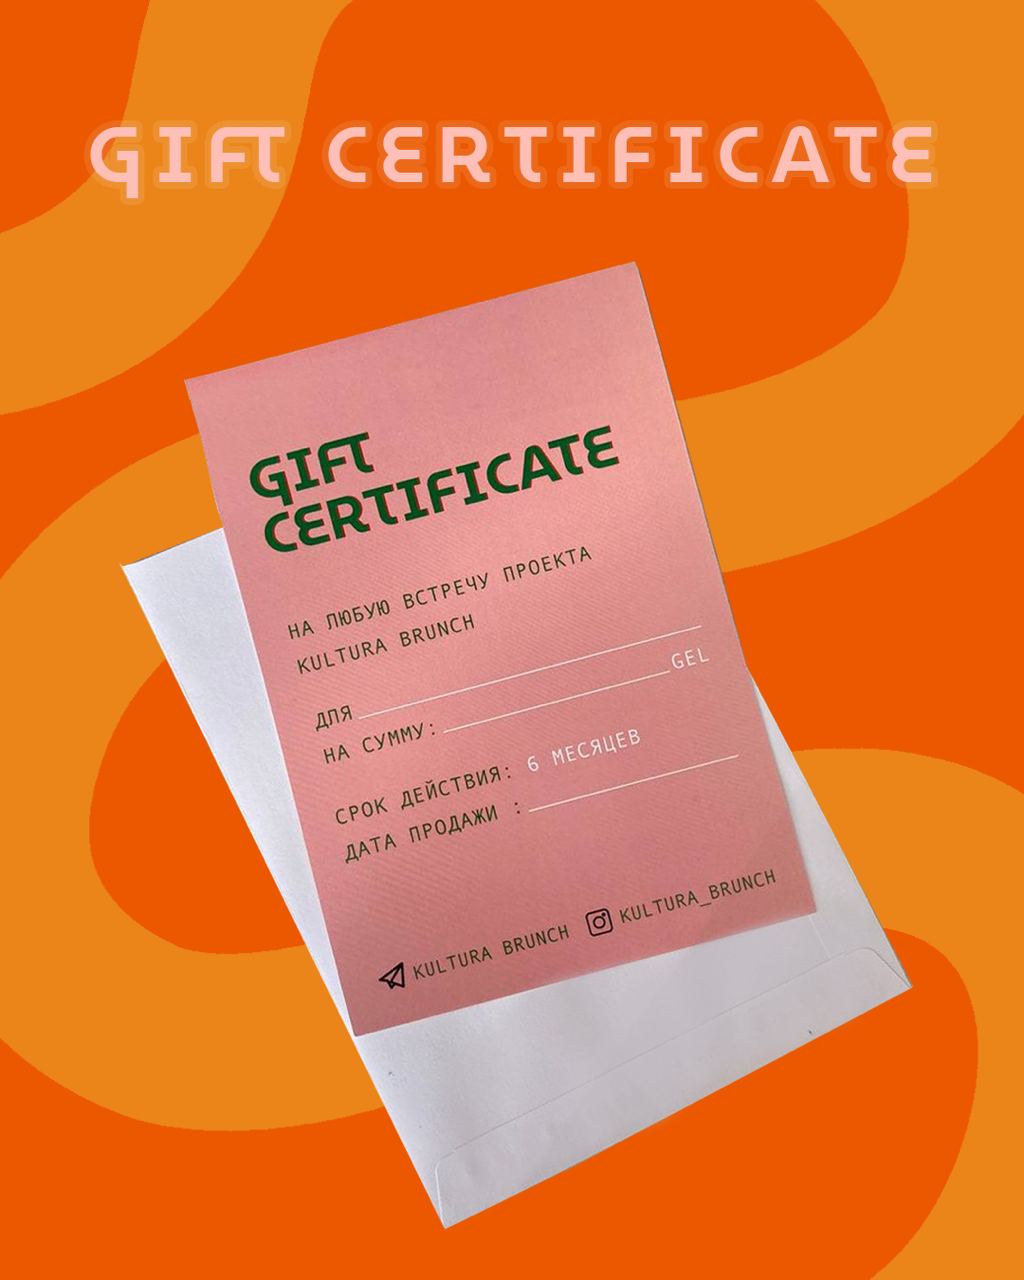 GIFT CERTIFICATE
GIFT
CERTIFICATE
НА ЛЮБУЮ ВСТРЕЧУ ПРОЕКТА
KULTURA BRUNCH
ДЛЯ
НА СУММУ: GEL
СРОК ДЕЙСТВИЯ: 6 МЕСЯЦЕВ
ДАТА ПРОДАЖИ :
KULTURA BRUNCH KULTURA_BRUNCH